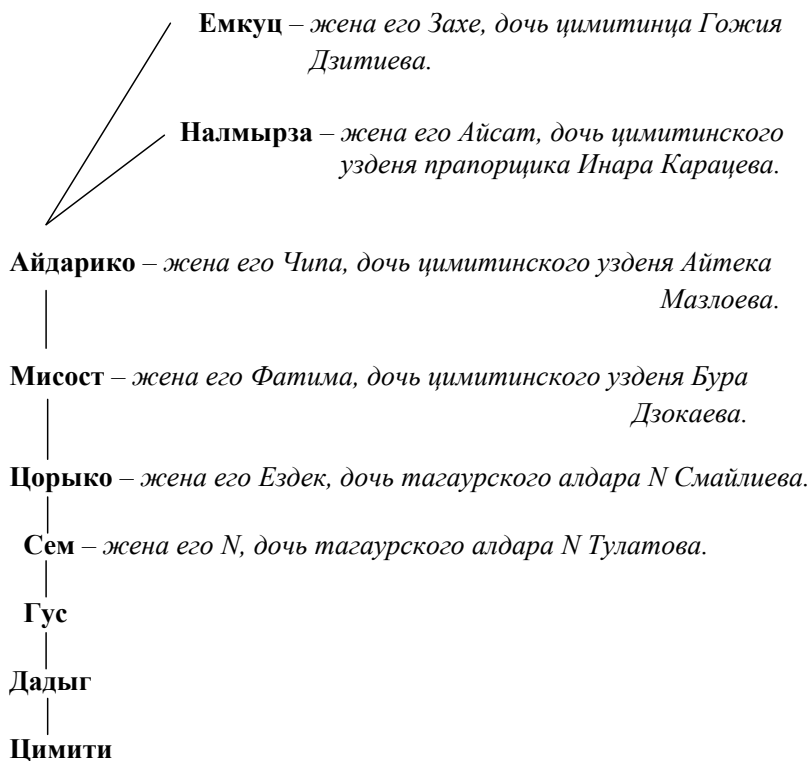 Емкуц – жена его Захе, дочь цимитинца Гожия
Дзитиева.
Налмырза – жена его Айсат, дочь цимитинского
узденя прапорщика Инара Карацева.
Айдарико – жена его Чипа, дочь цимитинского узденя Айтека
Мазлоева.
Мисост – жена его Фатима, дочь цимитинского узденя Бура
Дзокаева.
Цорыко – жена его Ездек, дочь тагаурского алдара N Смайлиева.
Сем – жена его N, дочь тагаурского алдара N Тулатова.
Гус
Дадыг
Цимити